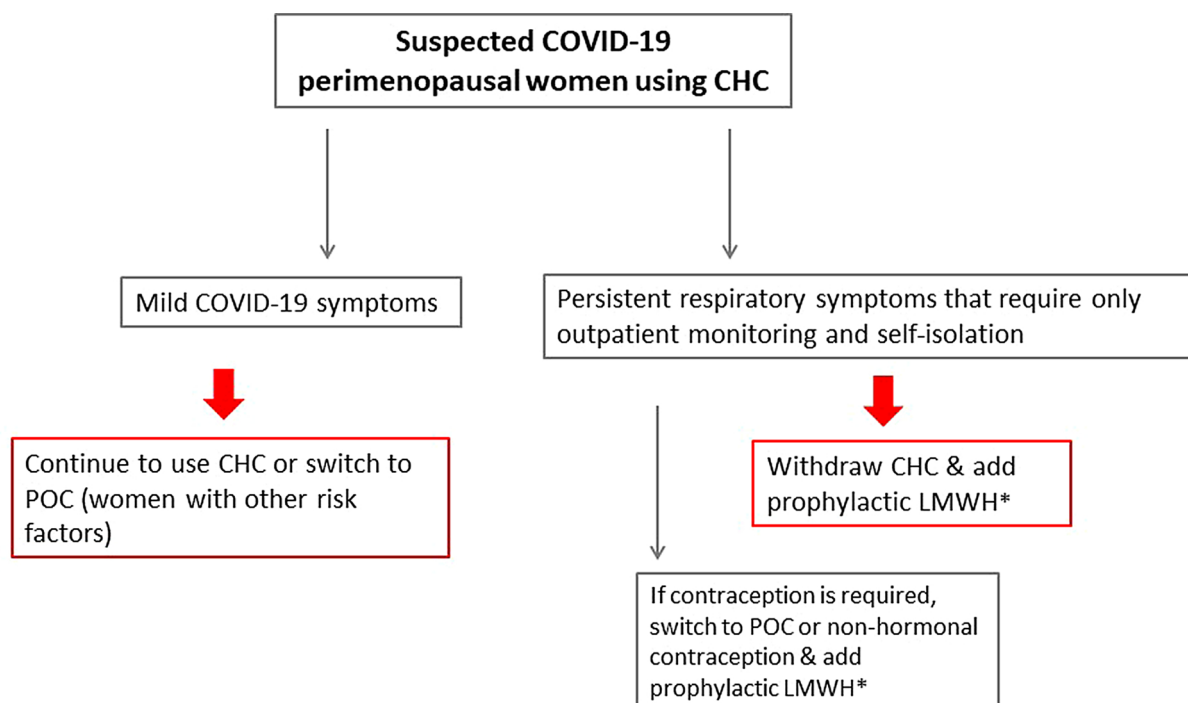 Suspected COVID-19
perimenopausal women using CHC
Mild COVID-19 symptoms
Persistent respiratory symptoms that require only
outpatient monitoring and self-isolation
Continue to use CHC or switch to
POC (women with other risk
factors)
Withdraw CHC & add
prophylactic LMWH*
If contraception is required,
switch to POC or non-hormonal
contraception & add
prophylactic LMWH*